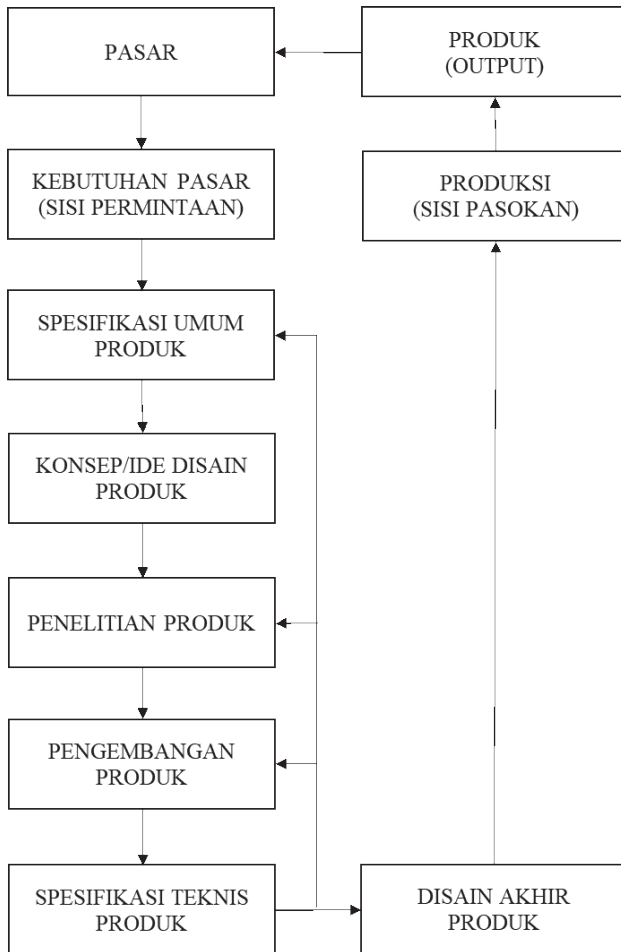 PASAR
KEBUTUHAN PASAR
(SISI PERMINTAAN)
SPESIFIKASI UMUM
PRODUK
KONSEP/IDE DISAIN
PRODUK
PENELITIAN PRODUK
PENGEMBANGAN
PRODUK
SPESIFIKASI TEKNIS
PRODUK
DISAIN AKHIR
PRODUK
PRODUKSI
(SISI PASOKAN)
PRODUK
(OUTPUT)